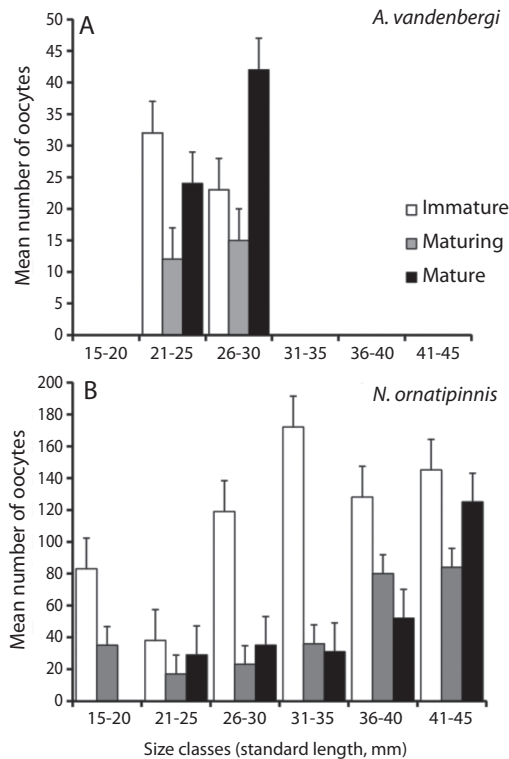 A
A. vandenbergi
Mean number of oocytes
50
45
40
35
30
25
20
15
10
5
0
Immature
Maturing
Mature
15-20 21-25 26-30 31-35 36-40 41-45
B
N. ornatipinnis
Mean number of oocytes
200
180
160
140
120
100
80
60
40
20
0
15-20 21-25 26-30 31-35 36-40 41-45
Size classes (standard length, mm)